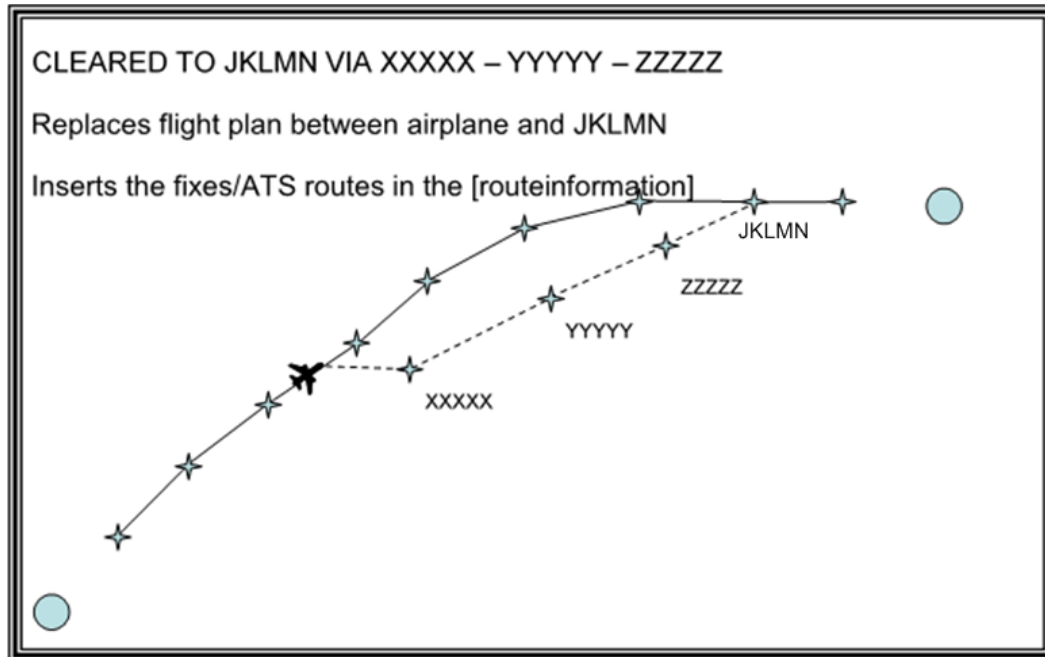 CLEARED TO JKLMN VIA XXXXX – YYYYY – ZZZZZ
Replaces flight plan between airplane and JKLMN
Inserts the fixes/ATS routes in the [routeinformation]
JKLMN
ZZZZZ
YYYYY
XXXXX